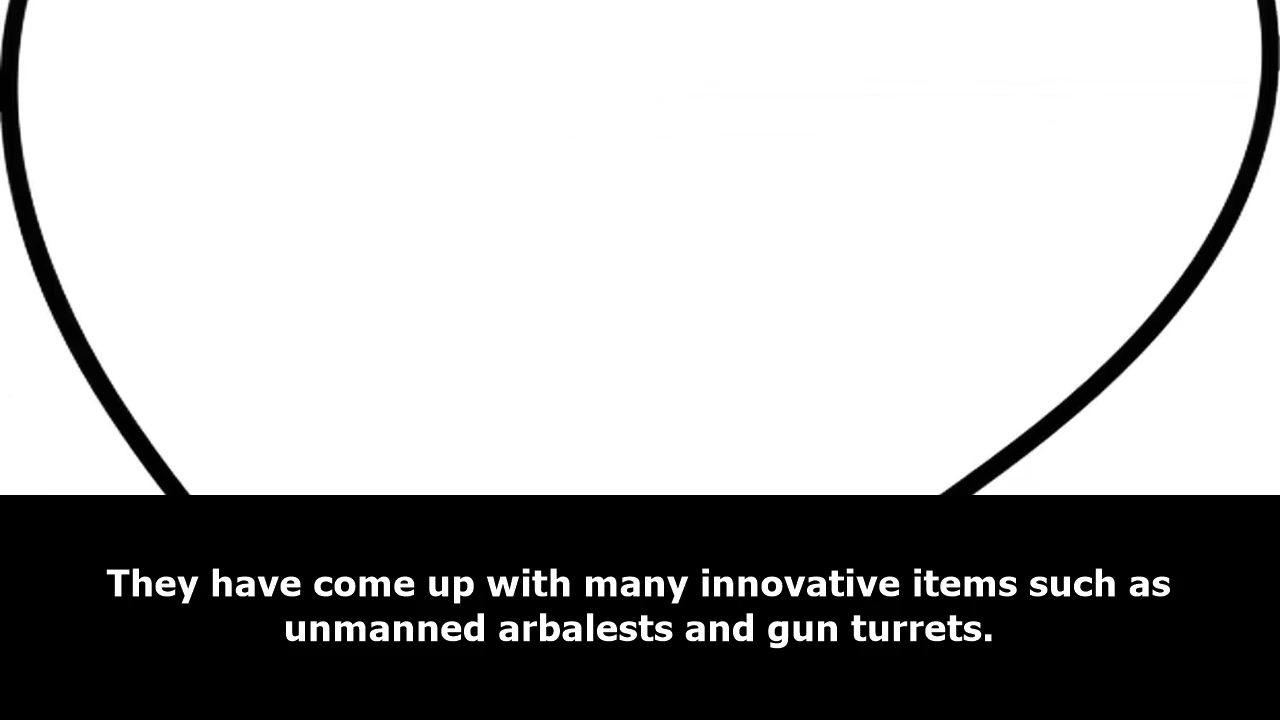 They have come up with many innovative items such as
unmanned arbalests and gun turrets.